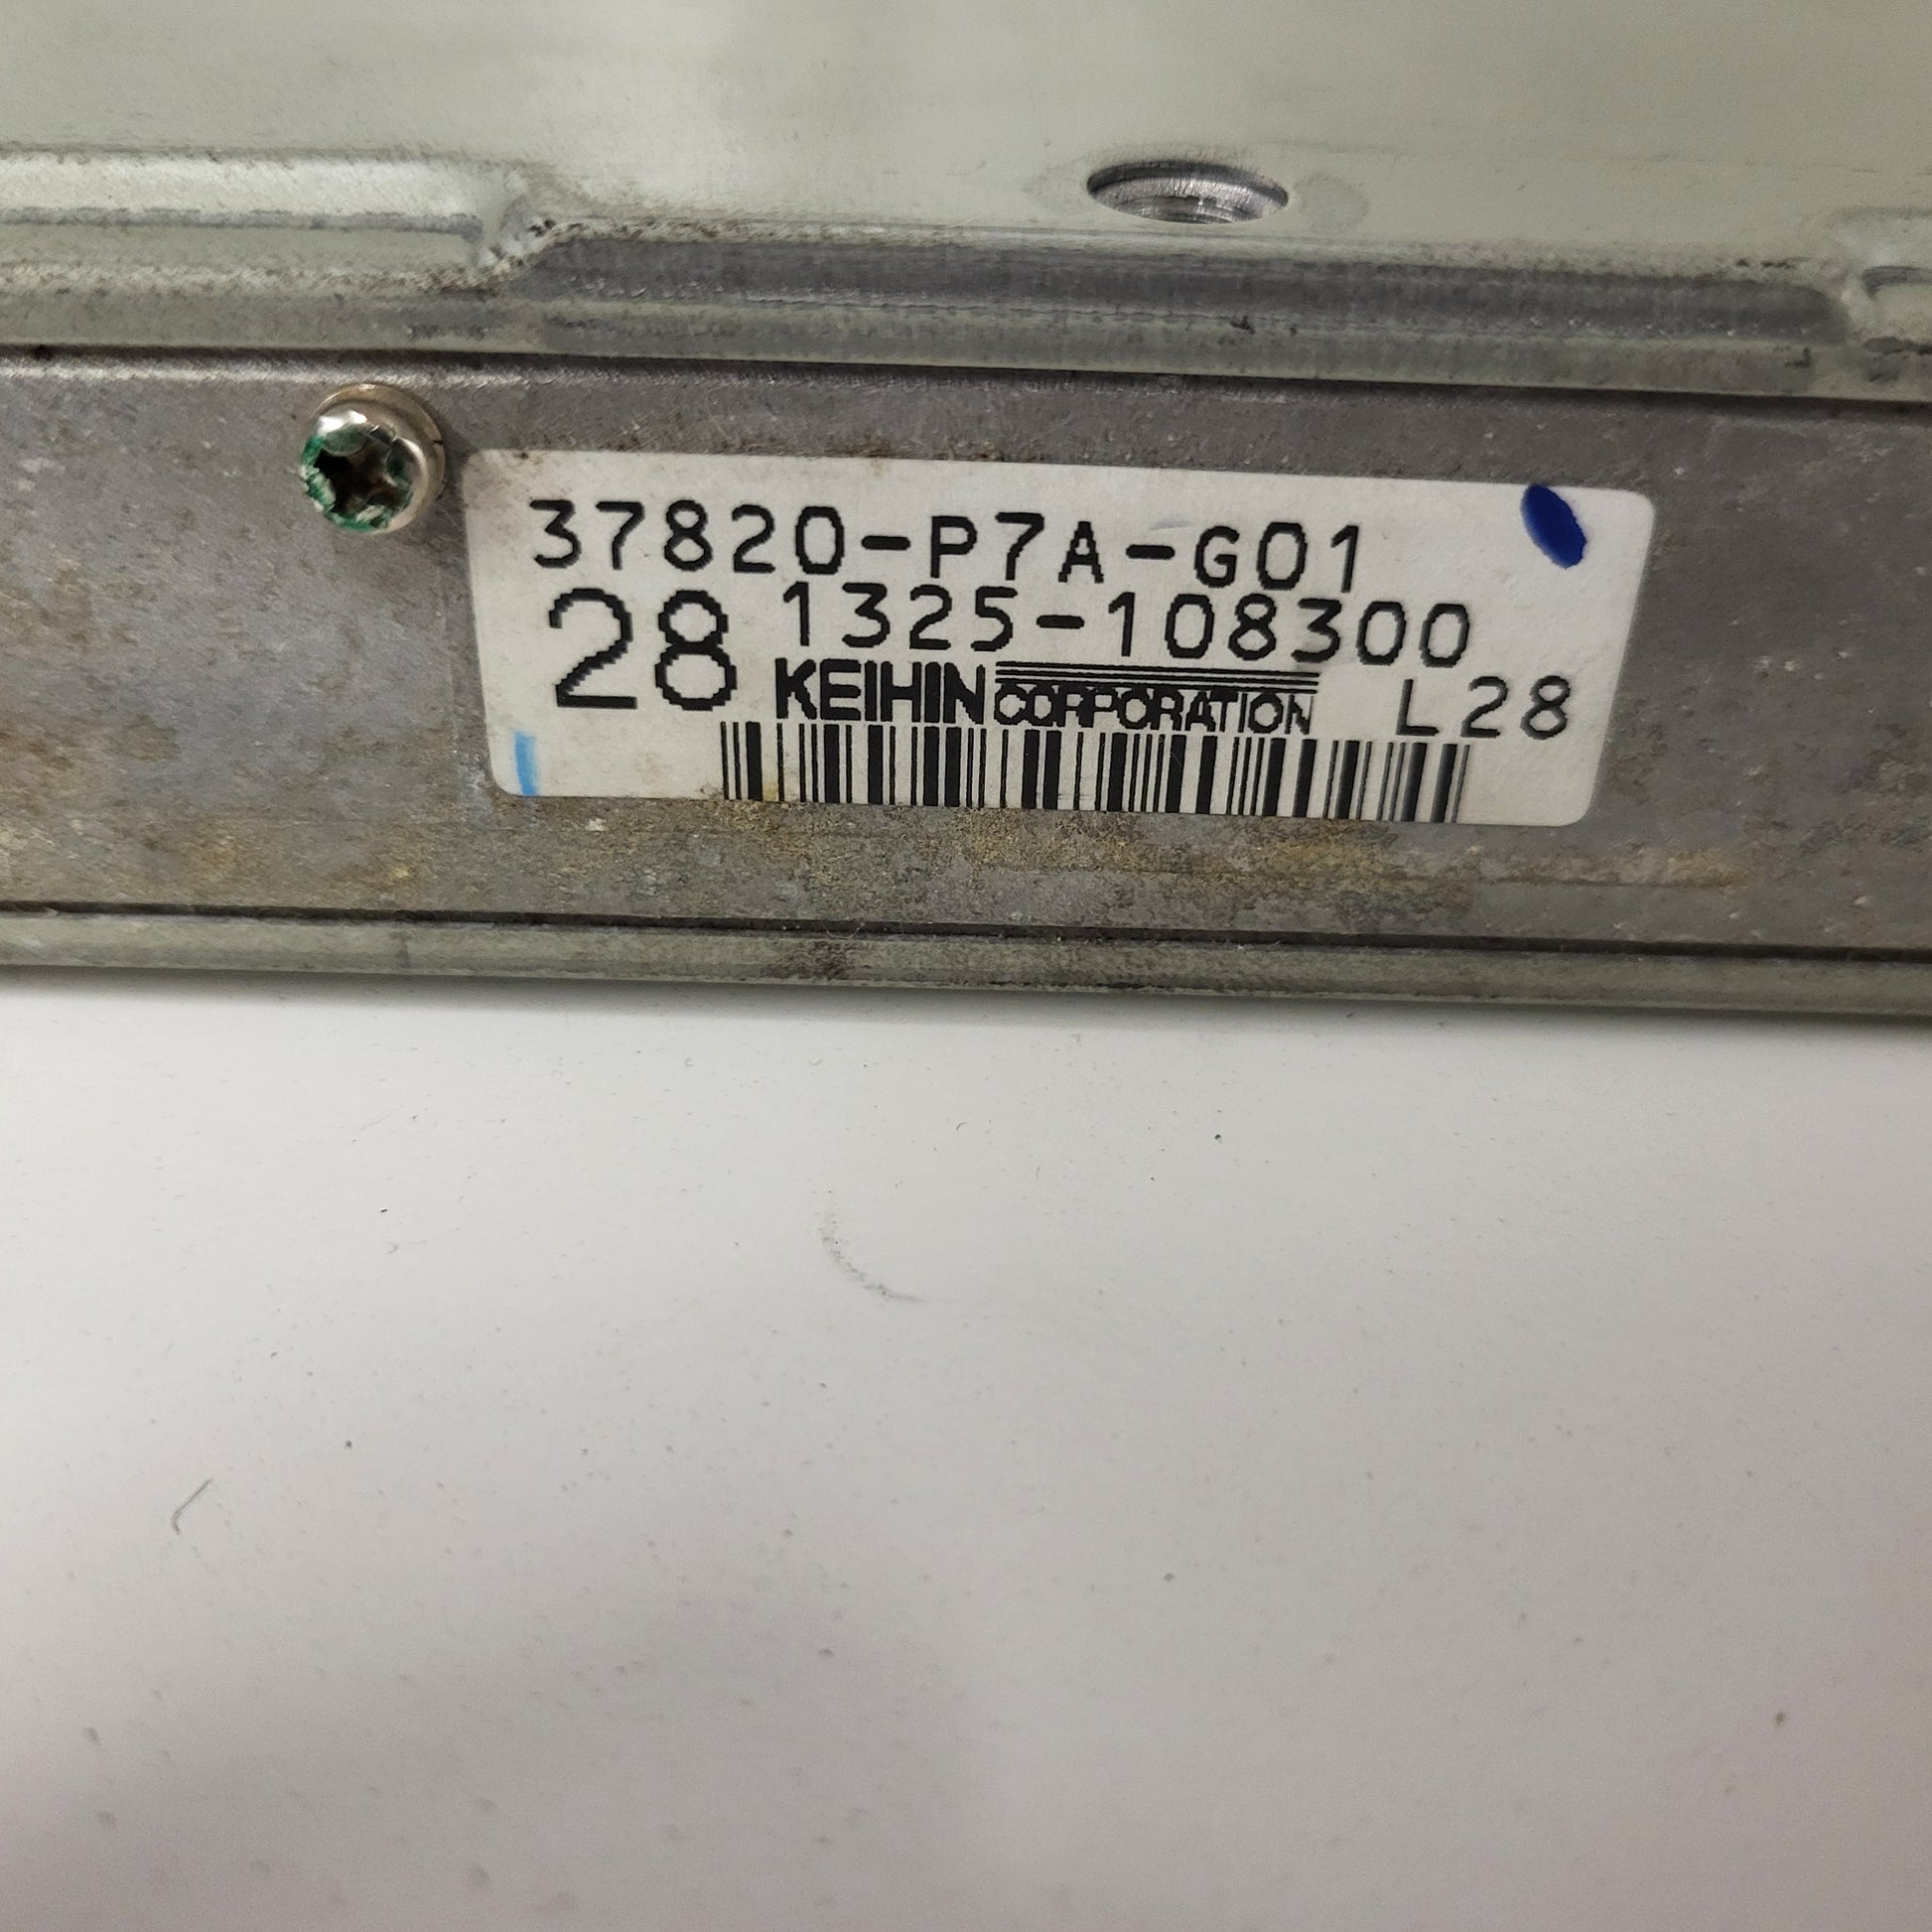 37820-P7A-G01
28 1325-108300
KEIHIN CORPORATION L28